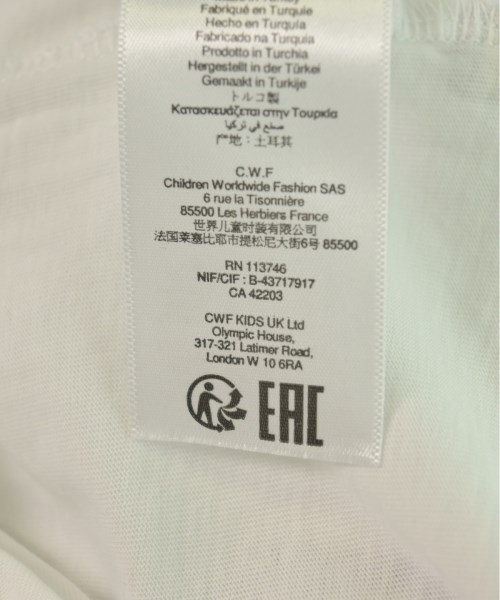 Fabriqué en Turquie
Hecho en Turquía
Fabricado na Turquia
Prodotto in Turchia
Hergestellt in der Türkei
Gemaakt in Turkije
トルコ製
Κατασκευάζεται στην Τουρκία
صنع في تركيا
产地：土耳其
C.W.F
Children Worldwide Fashion SAS
6 rue la Tisonnière
85500 Les Herbiers France
世界儿童时装有限公司
法国莱塞比耶市提松尼大街6号 85500
RN 113746
NIF/CIF : B-43717917
CA 42203
CWF KIDS UK Ltd
Olympic House,
317-321 Latimer Road,
London W 10 6RA
EAC